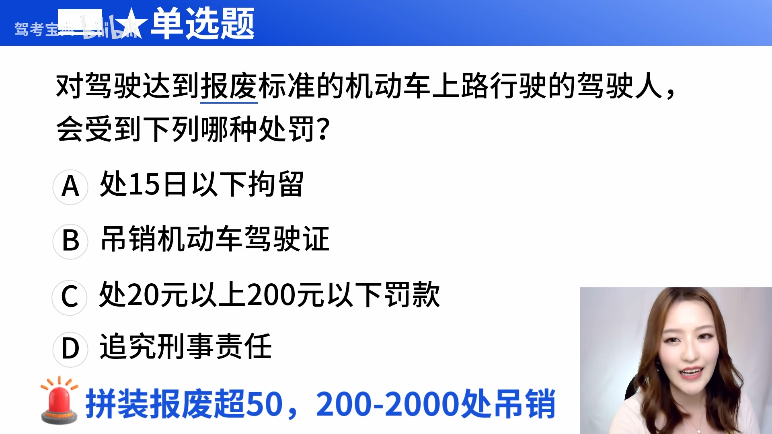 驾考宝典 bilibili ★单选题
对驾驶达到报废标准的机动车上路行驶的驾驶人，
会受到下列哪种处罚？
A 处15日以下拘留
B 吊销机动车驾驶证
C 处20元以上200元以下罚款
D 追究刑事责任
拼装报废超50，200-2000处吊销